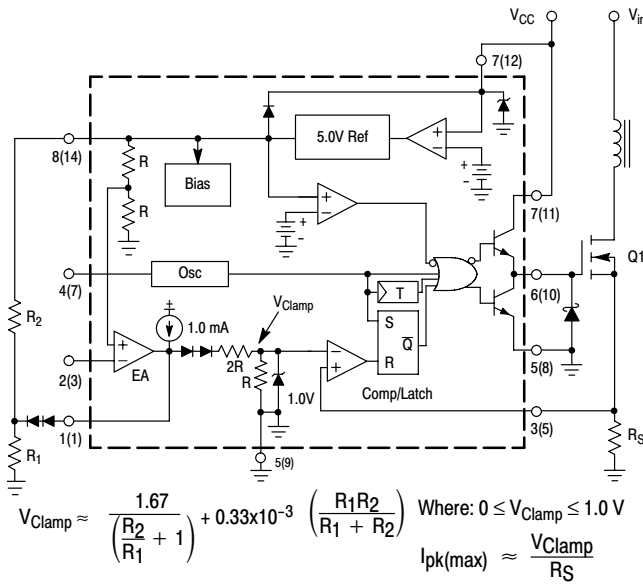 V_CC
V_in
7(12)
5.0V Ref
8(14)
R
Bias
R
7(11)
Q1
4(7)
Osc
6(10)
T
V_Clamp
R_2
1.0 mA
S
Q̅
2R
R
2(3)
EA
R
1.0V
Comp/Latch
5(8)
1(1)
3(5)
R_1
5(9)
R_S
V_Clamp ≈ 1.67 / (R_2/R_1 + 1) + 0.33x10^−3 (R_1R_2 / (R_1 + R_2)) Where: 0 ≤ V_Clamp ≤ 1.0 V
I_pk(max) ≈ V_Clamp / R_S